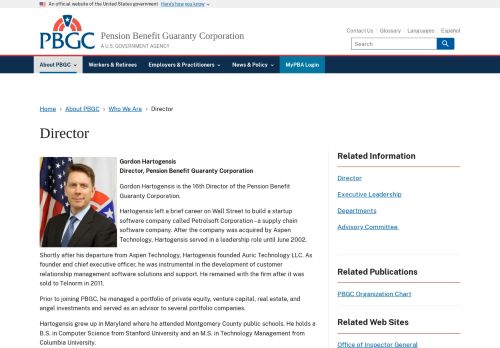 An official website of the United States government Here's how you know
PBGC
Pension Benefit Guaranty Corporation
A U.S. GOVERNMENT AGENCY
Contact Us Glossary Languages Español
Search
About PBGC Workers & Retirees Employers & Practitioners News & Policy MyPBA Login
Home › About PBGC › Who We Are › Director
Director
Gordon Hartogensis
Director, Pension Benefit Guaranty Corporation
Gordon Hartogensis is the 16th Director of the Pension Benefit
Guaranty Corporation.
Hartogensis left a brief career on Wall Street to build a startup
software company called Petrolsoft Corporation – a supply chain
software company. After the company was acquired by Aspen
Technology, Hartogensis served in a leadership role until June 2002.
Shortly after his departure from Aspen Technology, Hartogensis founded Auric Technology LLC. As
founder and chief executive officer, he was instrumental in the development of customer
relationship management software solutions and support. He remained with the firm after it was
sold to Telnorm in 2011.
Prior to joining PBGC, he managed a portfolio of private equity, venture capital, real estate, and
angel investments and served as an advisor to several portfolio companies.
Hartogensis grew up in Maryland where he attended Montgomery County public schools. He holds a
B.S. in Computer Science from Stanford University and an M.S. in Technology Management from
Columbia University.
Related Information
Director
Executive Leadership
Departments
Advisory Committee
Related Publications
PBGC Organization Chart
Related Web Sites
Office of Inspector General